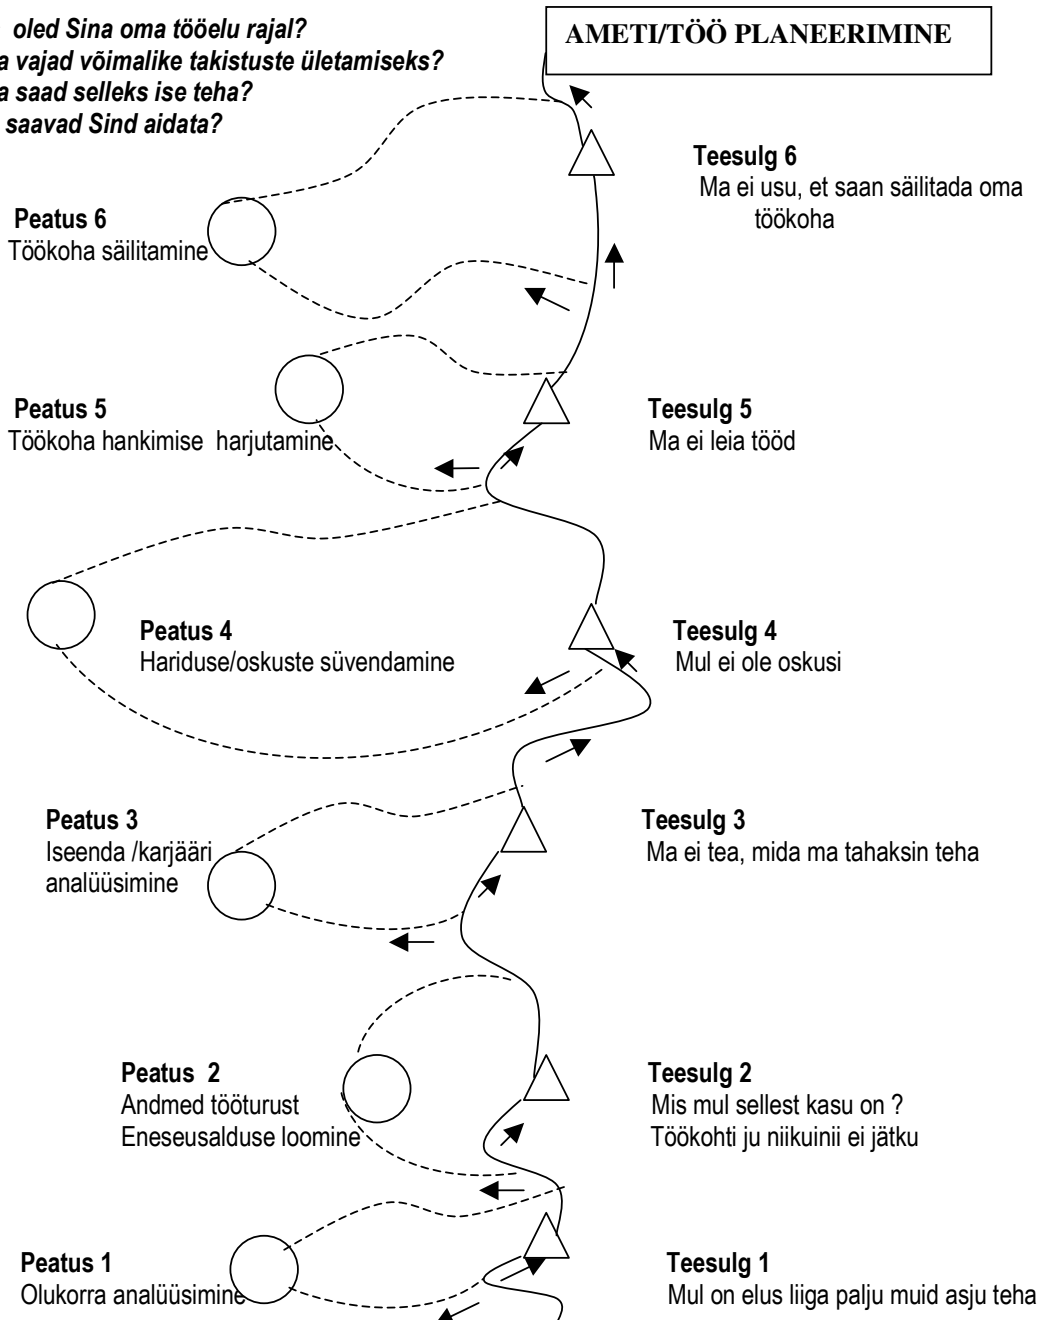 oled Sina oma tööelu rajal?
vajad võimalike takistuste ületamiseks?
saad selleks ise teha?
saavad Sind aidata?
AMETI/TÖÖ PLANEERIMINE
Teesulg 6
Ma ei usu, et saan säilitada oma
töökoha
Peatus 6
Töökoha säilitamine
Peatus 5
Töökoha hankimise harjutamine
Teesulg 5
Ma ei leia tööd
Peatus 4
Hariduse/oskuste süvendamine
Teesulg 4
Mul ei ole oskusi
Peatus 3
Iseenda /karjääri
analüüsimine
Teesulg 3
Ma ei tea, mida ma tahaksin teha
Peatus 2
Andmed tööturust
Eneseusalduse loomine
Teesulg 2
Mis mul sellest kasu on ?
Töökohti ju niikuinii ei jätku
Peatus 1
Olukorra analüüsimine
Teesulg 1
Mul on elus liiga palju muid asju teha